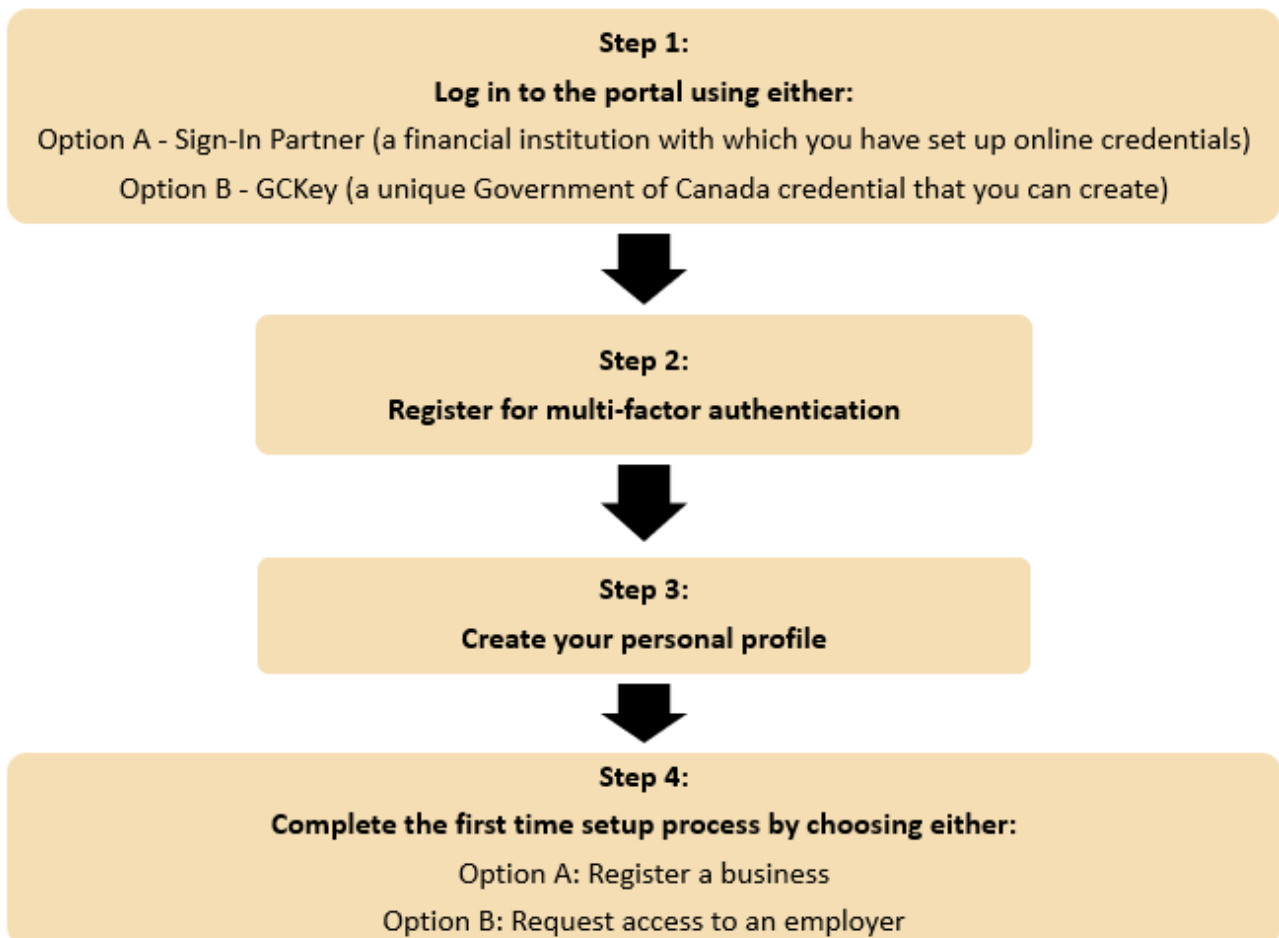 Step 1:
Log in to the portal using either:
Option A - Sign-In Partner (a financial institution with which you have set up online credentials)
Option B - GCKey (a unique Government of Canada credential that you can create)
Step 2:
Register for multi-factor authentication
Step 3:
Create your personal profile
Step 4:
Complete the first time setup process by choosing either:
Option A: Register a business
Option B: Request access to an employer